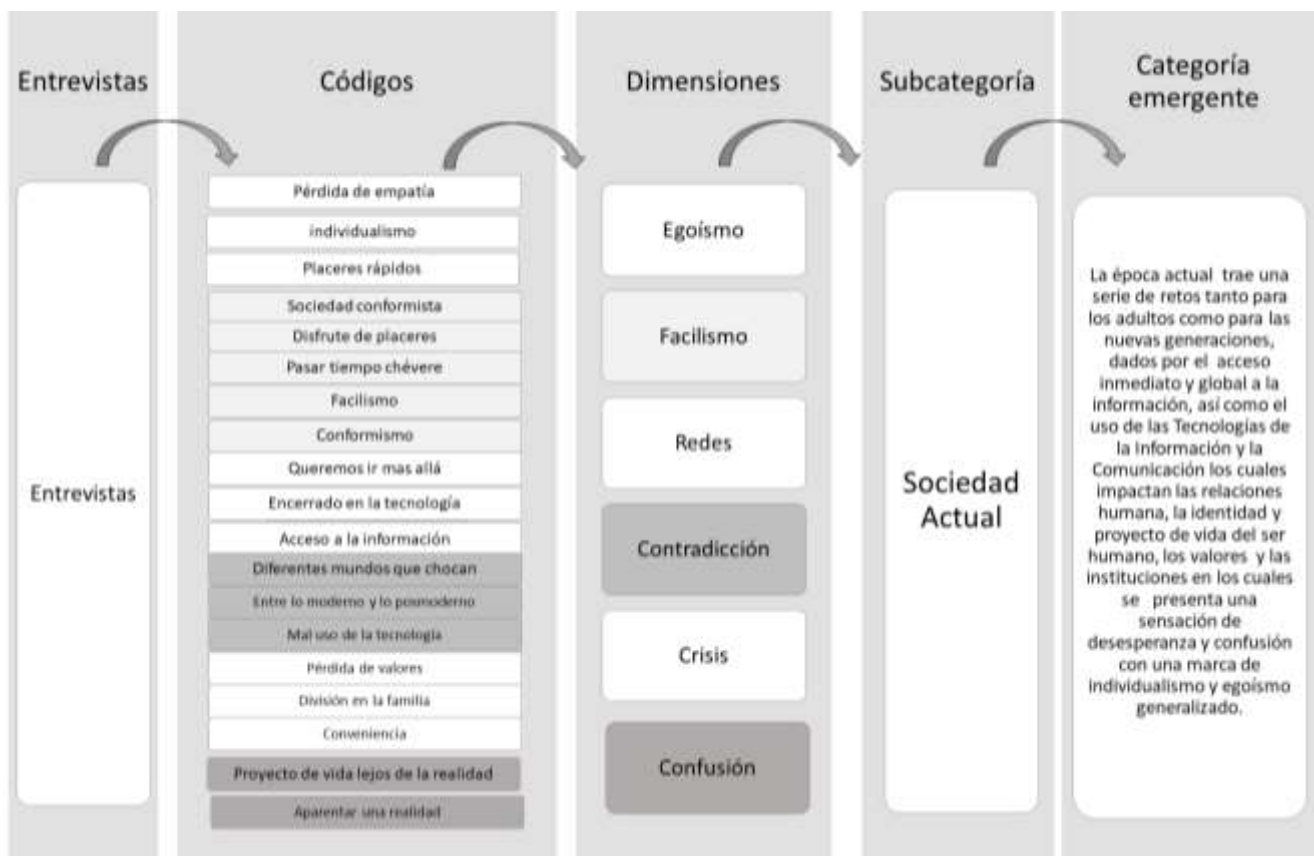 Entrevistas
Códigos
Dimensiones
Subcategoría
Categoría
emergente
Entrevistas
Pérdida de empatía
individualismo
Placeres rápidos
Sociedad conformista
Disfrute de placeres
Pasar tiempo chévere
Facilismo
Conformismo
Queremos ir mas allá
Encerrado en la tecnología
Acceso a la información
Diferentes mundos que chocan
Entre lo moderno y lo posmoderno
Mal uso de la tecnología
Pérdida de valores
División en la familia
Conveniencia
Proyecto de vida lejos de la realidad
Aparentar una realidad
Egoísmo
Facilismo
Redes
Contradicción
Crisis
Confusión
Sociedad
Actual
La época actual trae una
serie de retos tanto para
los adultos como para las
nuevas generaciones,
dados por el acceso
inmediato y global a la
información, así como el
uso de las Tecnologías de
la Información y la
Comunicación los cuales
impactan las relaciones
humana, la identidad y
proyecto de vida del ser
humano, los valores y las
instituciones en los cuales
se presenta una
sensación de
desesperanza y confusión
con una marca de
individualismo y egoísmo
generalizado.